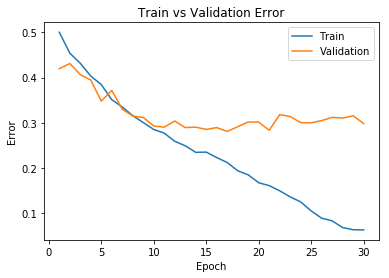 Train vs Validation Error
Train
Validation
Error
0.5
0.4
0.3
0.2
0.1
0 5 10 15 20 25 30
Epoch